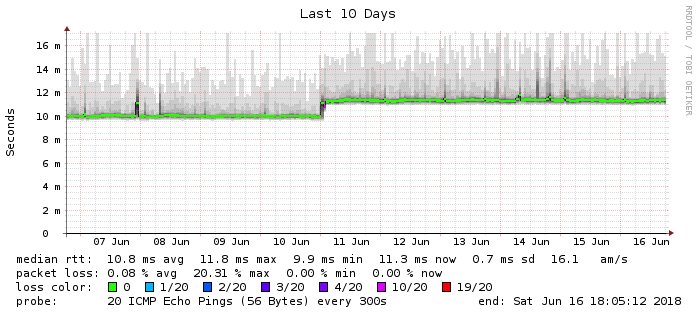 Last 10 Days
RRDTOOL / TOBI OETIKER
Seconds
16 m
14 m
12 m
10 m
8 m
6 m
4 m
2 m
0
07 Jun 08 Jun 09 Jun 10 Jun 11 Jun 12 Jun 13 Jun 14 Jun 15 Jun 16 Jun
median rtt: 10.8 ms avg 11.8 ms max 9.9 ms min 11.3 ms now 0.7 ms sd 16.1 am/s
packet loss: 0.08 % avg 20.31 % max 0.00 % min 0.00 % now
loss color: 0 1/20 2/20 3/20 4/20 10/20 19/20
probe: 20 ICMP Echo Pings (56 Bytes) every 300s end: Sat Jun 16 18:05:12 2018